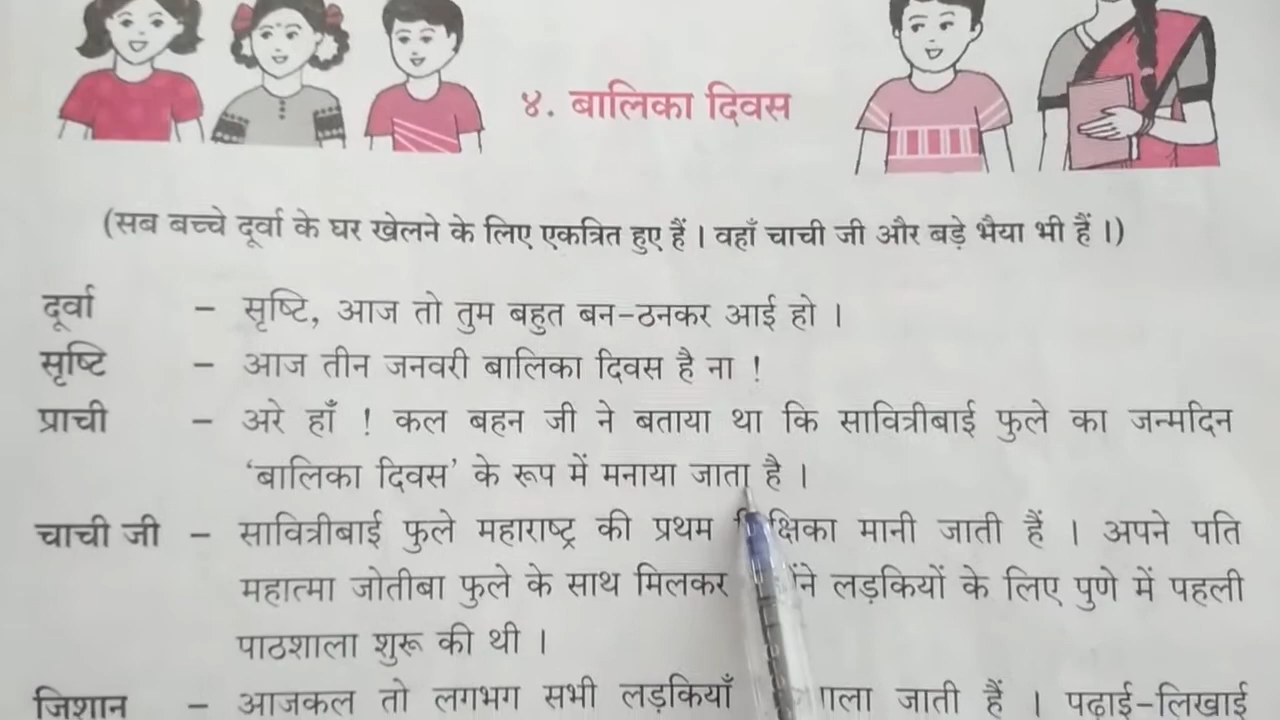 ४. बालिका दिवस
(सब बच्चे दूर्वा के घर खेलने के लिए एकत्रित हुए हैं । वहाँ चाची जी और बड़े भैया भी हैं ।)
दूर्वा – सृष्टि, आज तो तुम बहुत बन-ठनकर आई हो ।
सृष्टि – आज तीन जनवरी बालिका दिवस है ना !
प्राची – अरे हाँ ! कल बहन जी ने बताया था कि सावित्रीबाई फुले का जन्मदिन
‘बालिका दिवस’ के रूप में मनाया जाता है ।
चाची जी – सावित्रीबाई फुले महाराष्ट्र की प्रथम मानी जाती हैं । अपने पति
महात्मा जोतीबा फुले के साथ मिलकर लड़कियों के लिए पुणे में पहली
पाठशाला शुरू की थी ।
जिशान – आजकल तो लगभग सभी लड़कियाँ जाती हैं । पढ़ाई-लिखाई